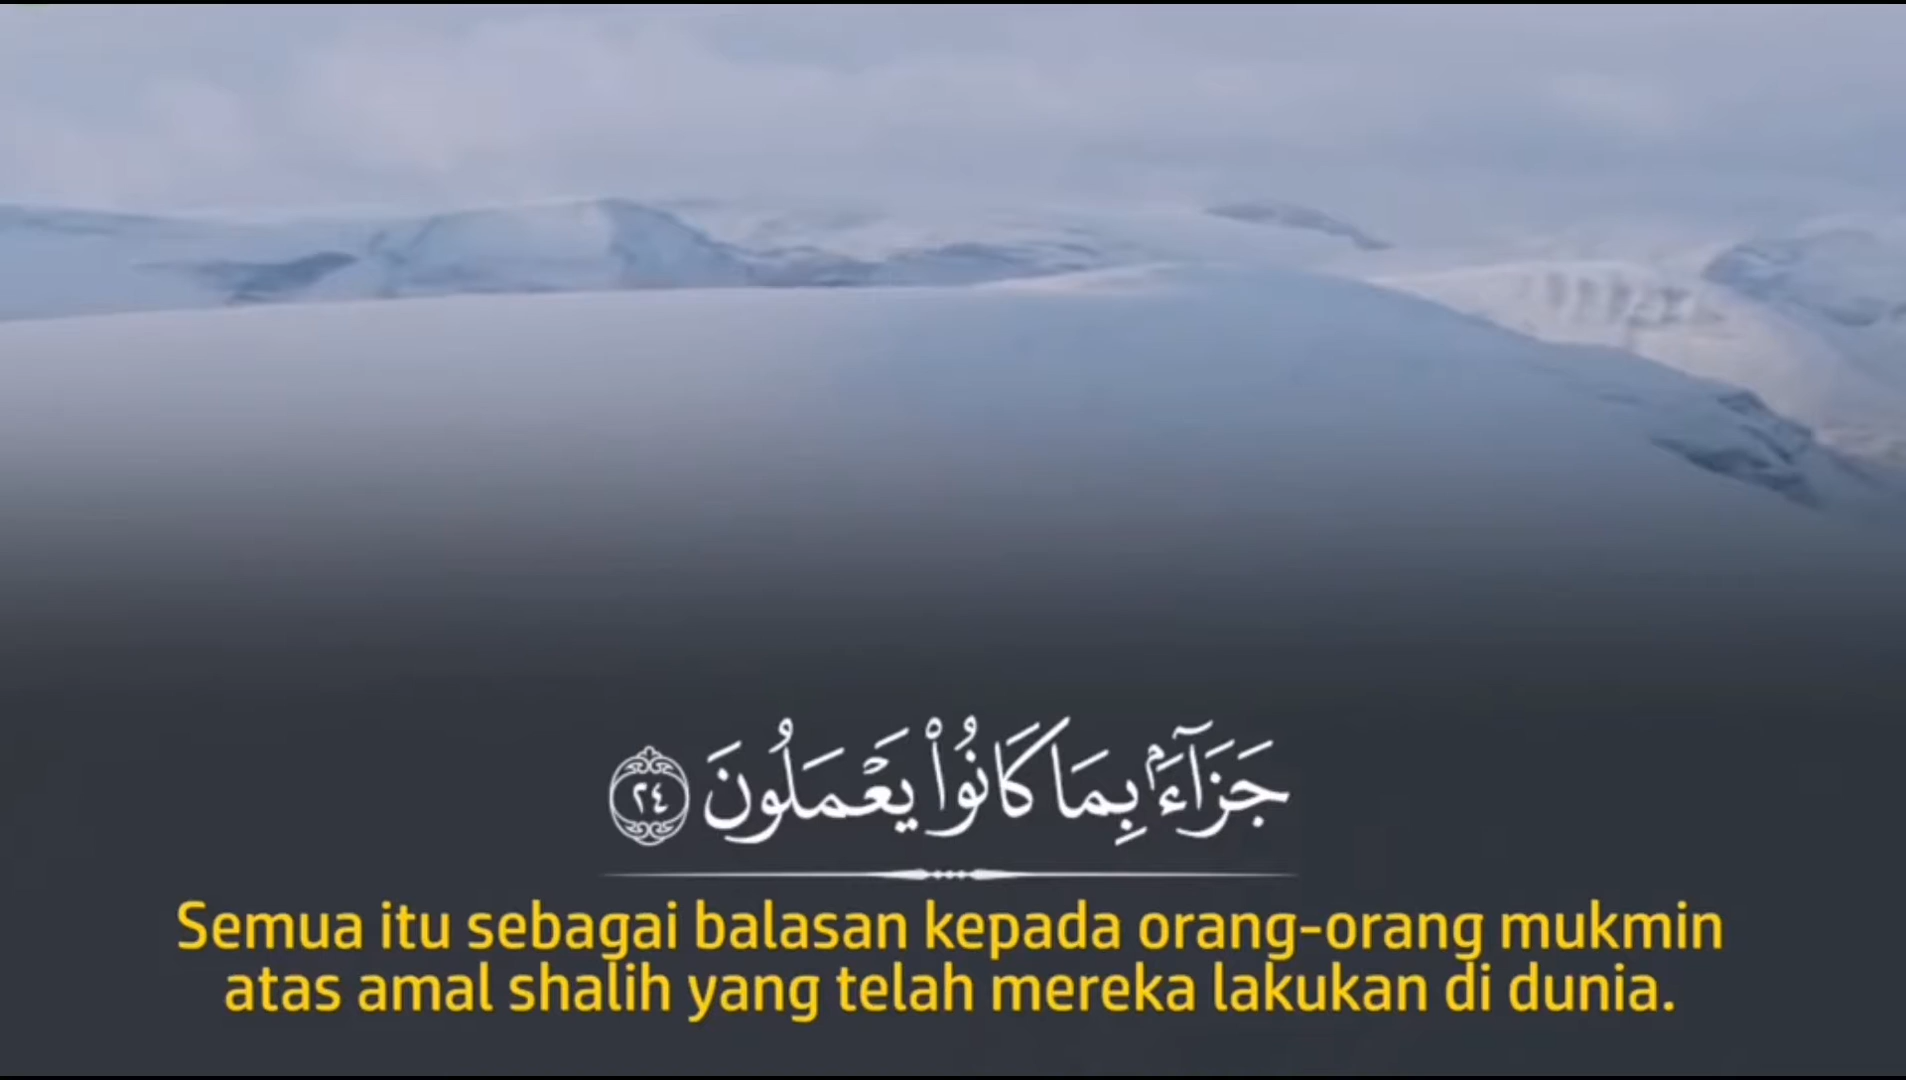 جَزَآءَۢ بِمَا كَانُوا۟ يَعْمَلُونَ ٢٤
Semua itu sebagai balasan kepada orang-orang mukmin
atas amal shalih yang telah mereka lakukan di dunia.